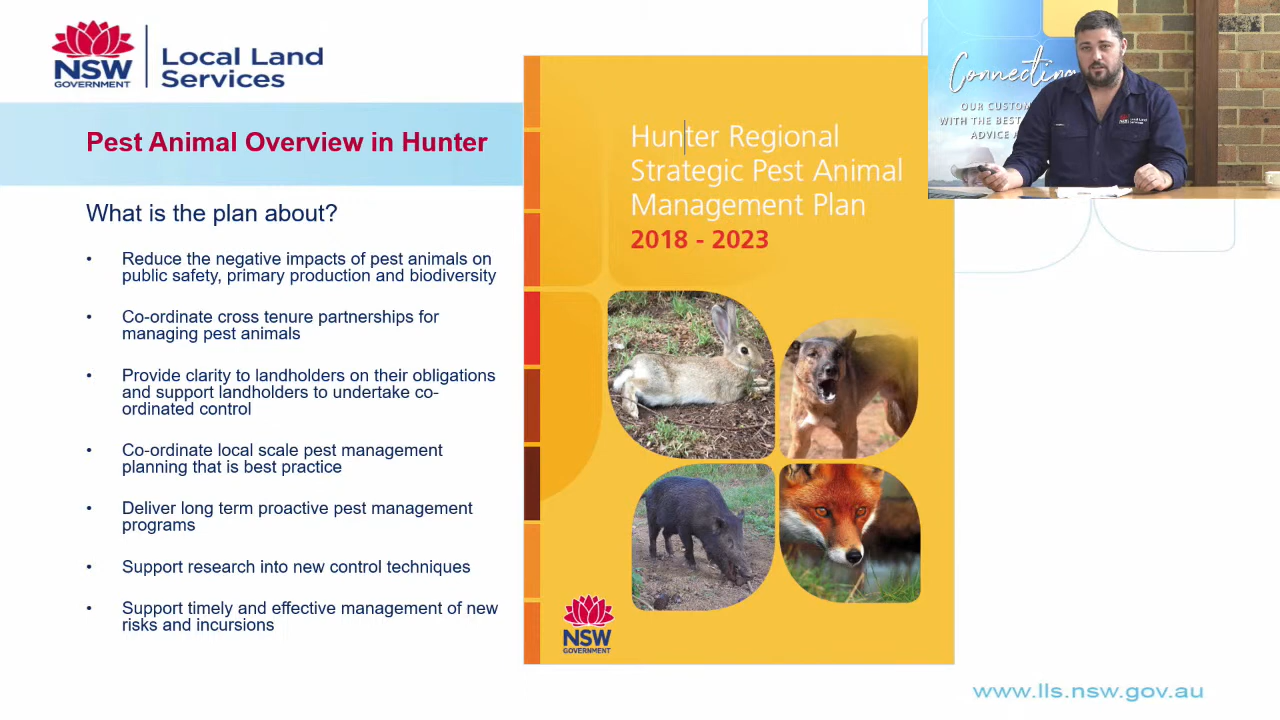 NSW
GOVERNMENT
Local Land
Services
Pest Animal Overview in Hunter
What is the plan about?
• Reduce the negative impacts of pest animals on
public safety, primary production and biodiversity
• Co-ordinate cross tenure partnerships for
managing pest animals
• Provide clarity to landholders on their obligations
and support landholders to undertake co-
ordinated control
• Co-ordinate local scale pest management
planning that is best practice
• Deliver long term proactive pest management
programs
• Support research into new control techniques
• Support timely and effective management of new
risks and incursions
Hunter Regional
Strategic Pest Animal
Management Plan
2018 - 2023
NSW
GOVERNMENT
Connecting
OUR CUSTOM
WITH THE BEST
ADVICE A
Local Land
Services
www.lls.nsw.gov.au